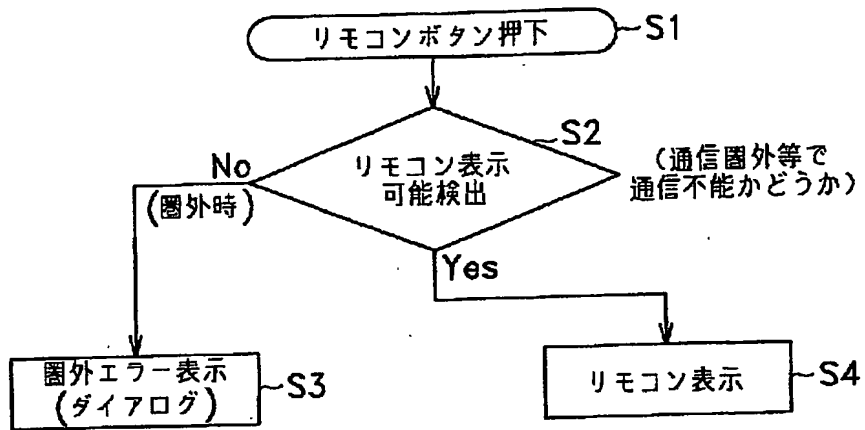 リモコンボタン押下
S1
S2
リモコン表示
可能検出
(通信圏外等で
通信不能かどうか)
No
(圏外時)
Yes
圏外エラー表示
(ダイアログ)
S3
リモコン表示
S4